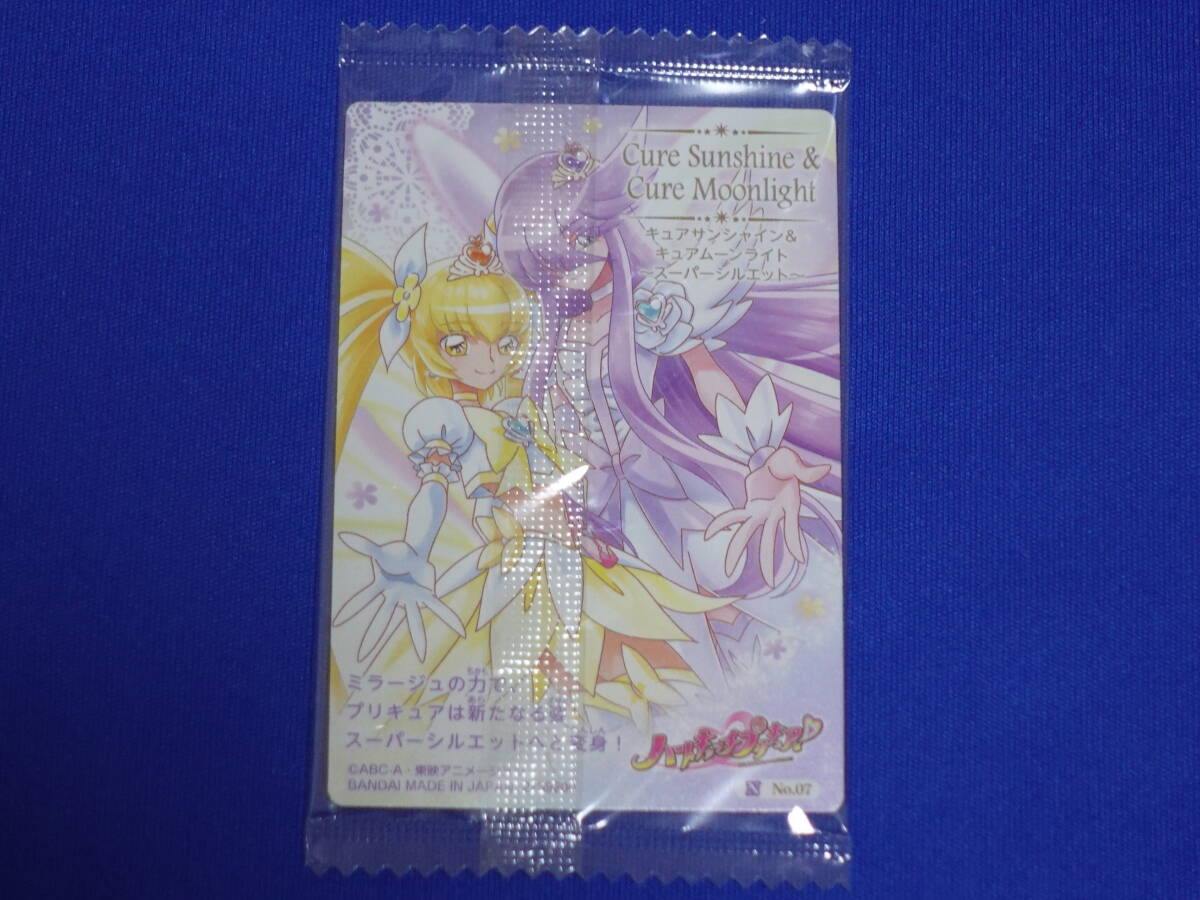 Cure Sunshine &
Cure Moonlight
キュアサンシャイン&
キュアムーンライト
~スーパーシルエット~
ミラージュの力で、
プリキュアは新たなる姿
スーパーシルエットへと変身!
ハートキャッチプリキュア!
©ABC-A・東映アニメーシ
BANDAI MADE IN JAPAN
N No.07